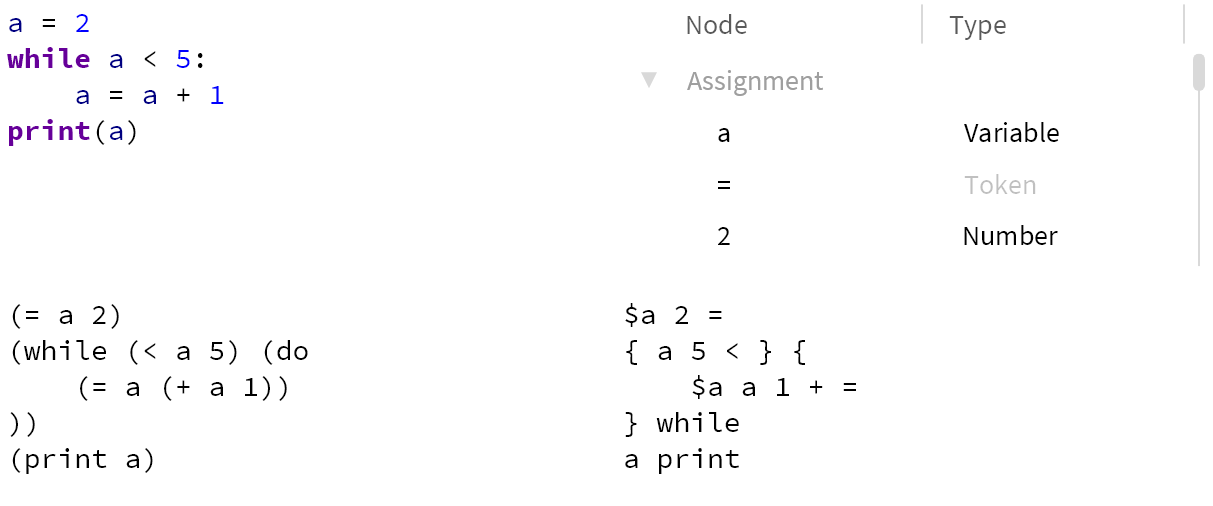 a = 2
while a < 5:
    a = a + 1
print(a)
Node Type
Assignment
a Variable
= Token
2 Number
(= a 2)
(while (< a 5) (do
    (= a (+ a 1))
))
(print a)
$a 2 =
{ a 5 < } {
    $a a 1 + =
} while
a print